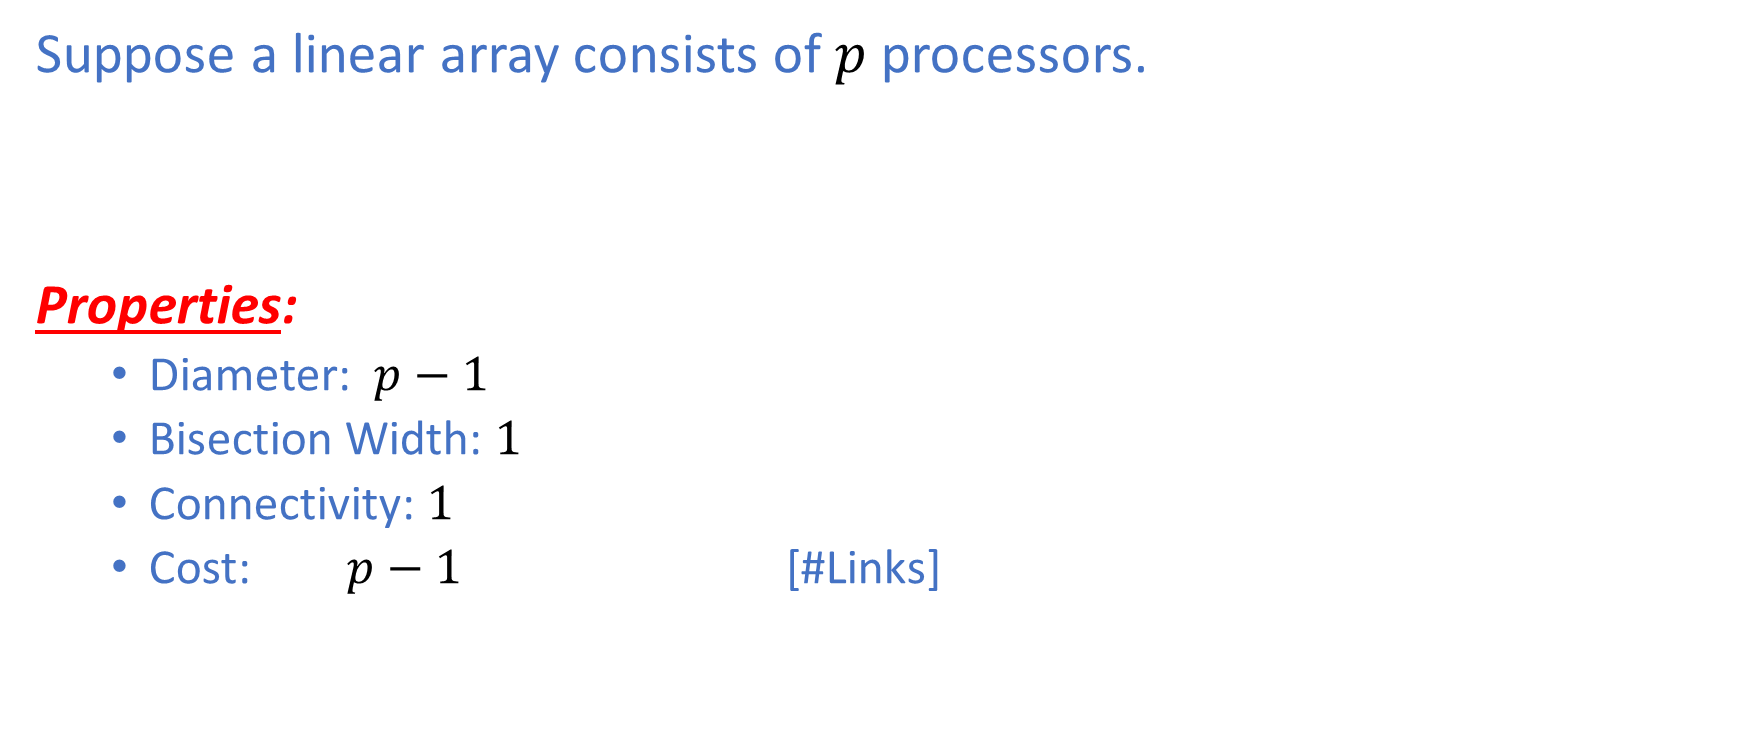 Suppose a linear array consists of p processors.
Properties:
• Diameter: p − 1
• Bisection Width: 1
• Connectivity: 1
• Cost: p − 1 [#Links]